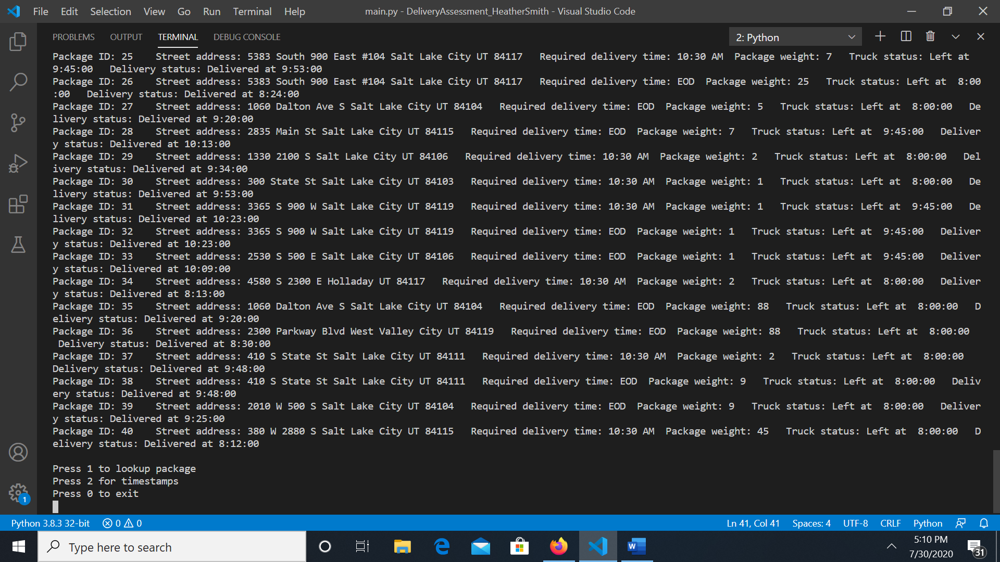 File Edit Selection View Go Run Terminal Help main.py - DeliveryAssessment_HeatherSmith - Visual Studio Code
PROBLEMS OUTPUT TERMINAL DEBUG CONSOLE 2: Python
Package ID: 25    Street address: 5383 South 900 East #104 Salt Lake City UT 84117   Required delivery time: 10:30 AM  Package weight: 7   Truck status: Left at
9:45:00   Delivery status: Delivered at 9:53:00
Package ID: 26    Street address: 5383 South 900 East #104 Salt Lake City UT 84117   Required delivery time: EOD  Package weight: 25   Truck status: Left at  8:00
:00   Delivery status: Delivered at 8:24:00
Package ID: 27    Street address: 1060 Dalton Ave S Salt Lake City UT 84104   Required delivery time: EOD  Package weight: 5   Truck status: Left at  8:00:00   De
livery status: Delivered at 9:20:00
Package ID: 28    Street address: 2835 Main St Salt Lake City UT 84115   Required delivery time: EOD  Package weight: 7   Truck status: Left at  9:45:00   Deliver
y status: Delivered at 10:13:00
Package ID: 29    Street address: 1330 2100 S Salt Lake City UT 84106   Required delivery time: 10:30 AM  Package weight: 2   Truck status: Left at  8:00:00   Del
ivery status: Delivered at 9:34:00
Package ID: 30    Street address: 300 State St Salt Lake City UT 84103   Required delivery time: 10:30 AM  Package weight: 1   Truck status: Left at  8:00:00   De
livery status: Delivered at 9:53:00
Package ID: 31    Street address: 3365 S 900 W Salt Lake City UT 84119   Required delivery time: 10:30 AM  Package weight: 1   Truck status: Left at  9:45:00   De
livery status: Delivered at 10:23:00
Package ID: 32    Street address: 3365 S 900 W Salt Lake City UT 84119   Required delivery time: EOD  Package weight: 1   Truck status: Left at  9:45:00   Deliver
y status: Delivered at 10:23:00
Package ID: 33    Street address: 2530 S 500 E Salt Lake City UT 84106   Required delivery time: EOD  Package weight: 1   Truck status: Left at  9:45:00   Deliver
y status: Delivered at 10:09:00
Package ID: 34    Street address: 4580 S 2300 E Holladay UT 84117   Required delivery time: 10:30 AM  Package weight: 2   Truck status: Left at  8:00:00   Deliver
y status: Delivered at 8:13:00
Package ID: 35    Street address: 1060 Dalton Ave S Salt Lake City UT 84104   Required delivery time: EOD  Package weight: 88   Truck status: Left at  8:00:00   D
elivery status: Delivered at 9:20:00
Package ID: 36    Street address: 2300 Parkway Blvd West Valley City UT 84119   Required delivery time: EOD  Package weight: 88   Truck status: Left at  8:00:00
 Delivery status: Delivered at 8:30:00
Package ID: 37    Street address: 410 S State St Salt Lake City UT 84111   Required delivery time: 10:30 AM  Package weight: 2   Truck status: Left at  8:00:00
Delivery status: Delivered at 9:48:00
Package ID: 38    Street address: 410 S State St Salt Lake City UT 84111   Required delivery time: EOD  Package weight: 9   Truck status: Left at  8:00:00   Deliv
ery status: Delivered at 9:48:00
Package ID: 39    Street address: 2010 W 500 S Salt Lake City UT 84104   Required delivery time: EOD  Package weight: 9   Truck status: Left at  8:00:00   Deliver
y status: Delivered at 9:25:00
Package ID: 40    Street address: 380 W 2880 S Salt Lake City UT 84115   Required delivery time: 10:30 AM  Package weight: 45   Truck status: Left at  8:00:00   D
elivery status: Delivered at 8:12:00
Press 1 to lookup package
Press 2 for timestamps
Press 0 to exit
1
Python 3.8.3 32-bit 0 0 Ln 41, Col 41 Spaces: 4 UTF-8 CRLF Python
Type here to search
W
5:10 PM
7/30/2020
31